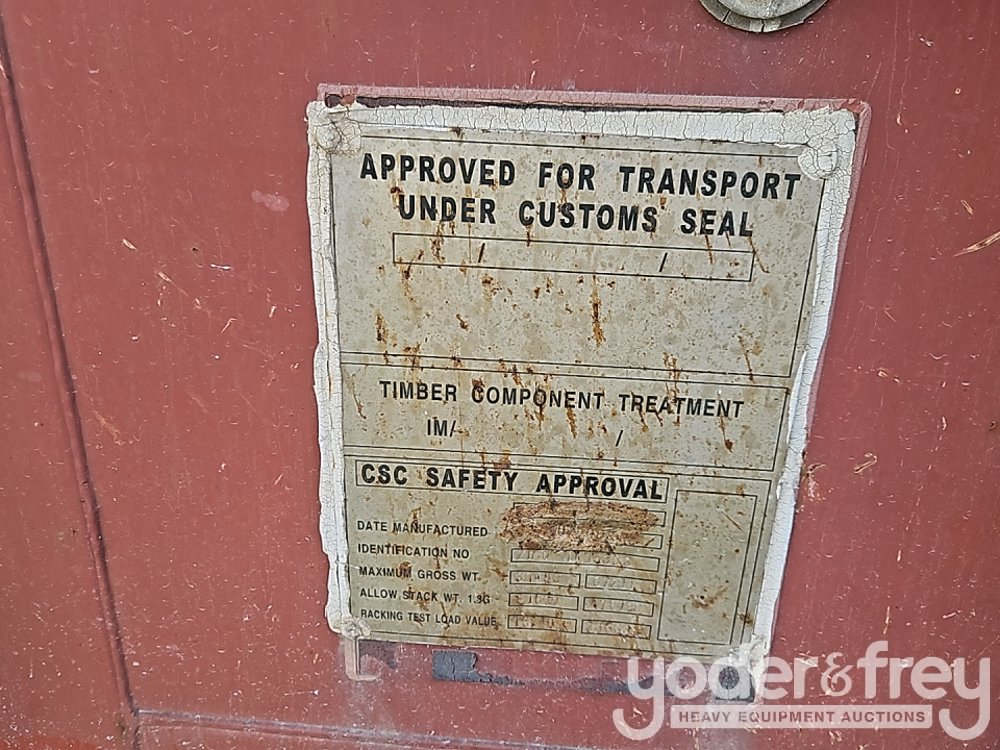 APPROVED FOR TRANSPORT
UNDER CUSTOMS SEAL
/ /
TIMBER COMPONENT TREATMENT
IM/ /
CSC SAFETY APPROVAL
DATE MANUFACTURED
IDENTIFICATION NO
MAXIMUM GROSS WT.
ALLOW.STACK WT. 1.8G
RACKING TEST LOAD VALUE
yoder&frey
HEAVY EQUIPMENT AUCTIONS